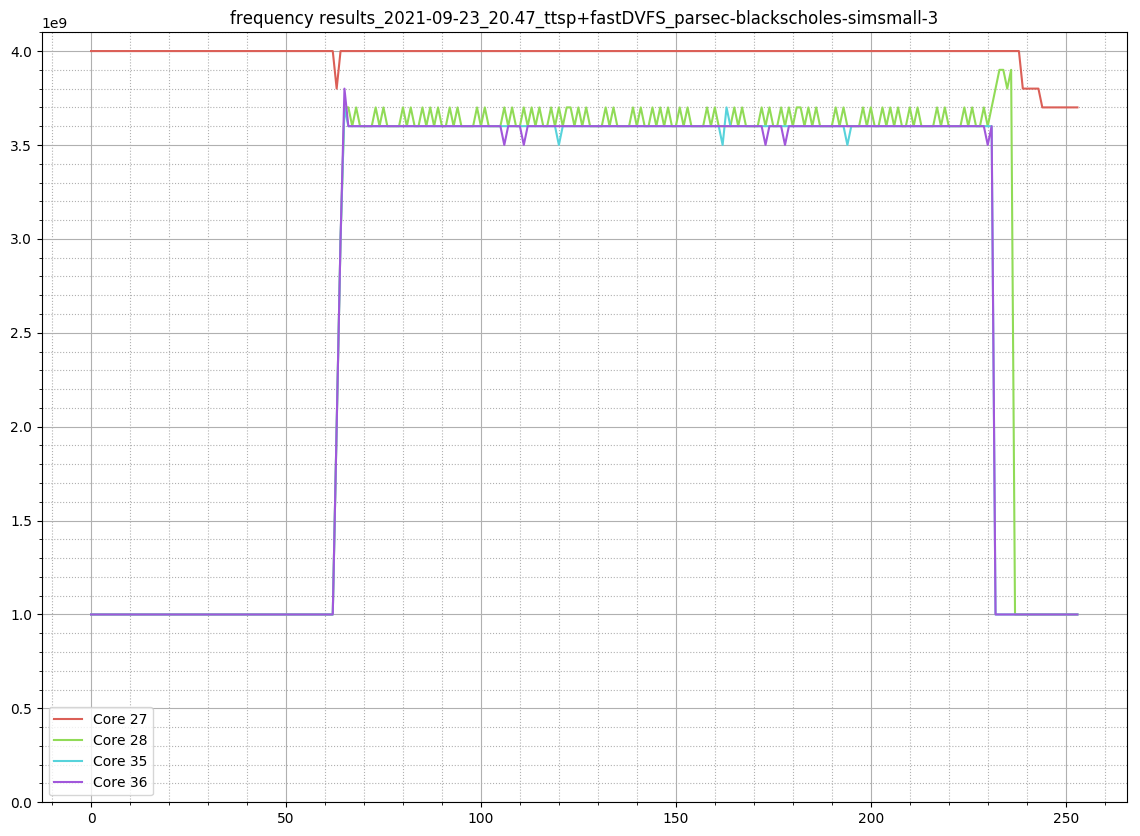 frequency results_2021-09-23_20.47_ttsp+fastDVFS_parsec-blackscholes-simsmall-3
1e9
4.0
3.5
3.0
2.5
2.0
1.5
1.0
0.5
0.0
Core 27
Core 28
Core 35
Core 36
0 50 100 150 200 250